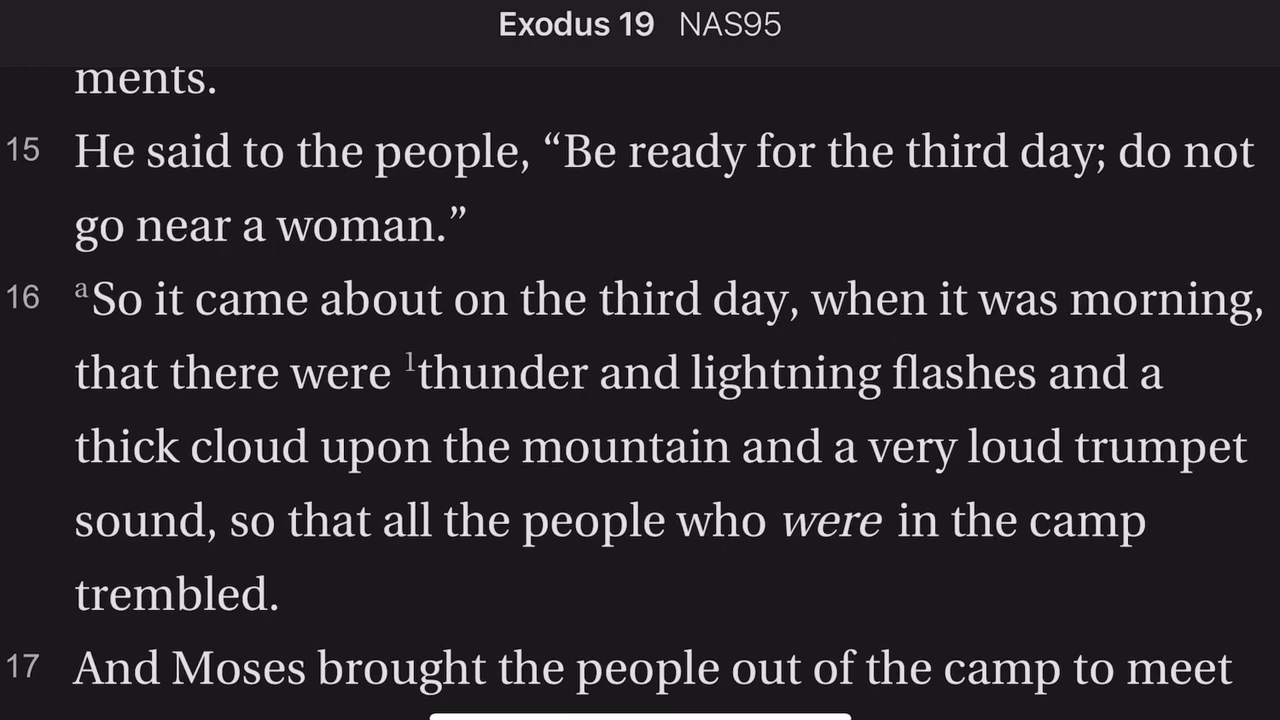 Exodus 19 NAS95
ments.
15 He said to the people, “Be ready for the third day; do not
go near a woman.”
16 aSo it came about on the third day, when it was morning,
that there were 1thunder and lightning flashes and a
thick cloud upon the mountain and a very loud trumpet
sound, so that all the people who were in the camp
trembled.
17 And Moses brought the people out of the camp to meet